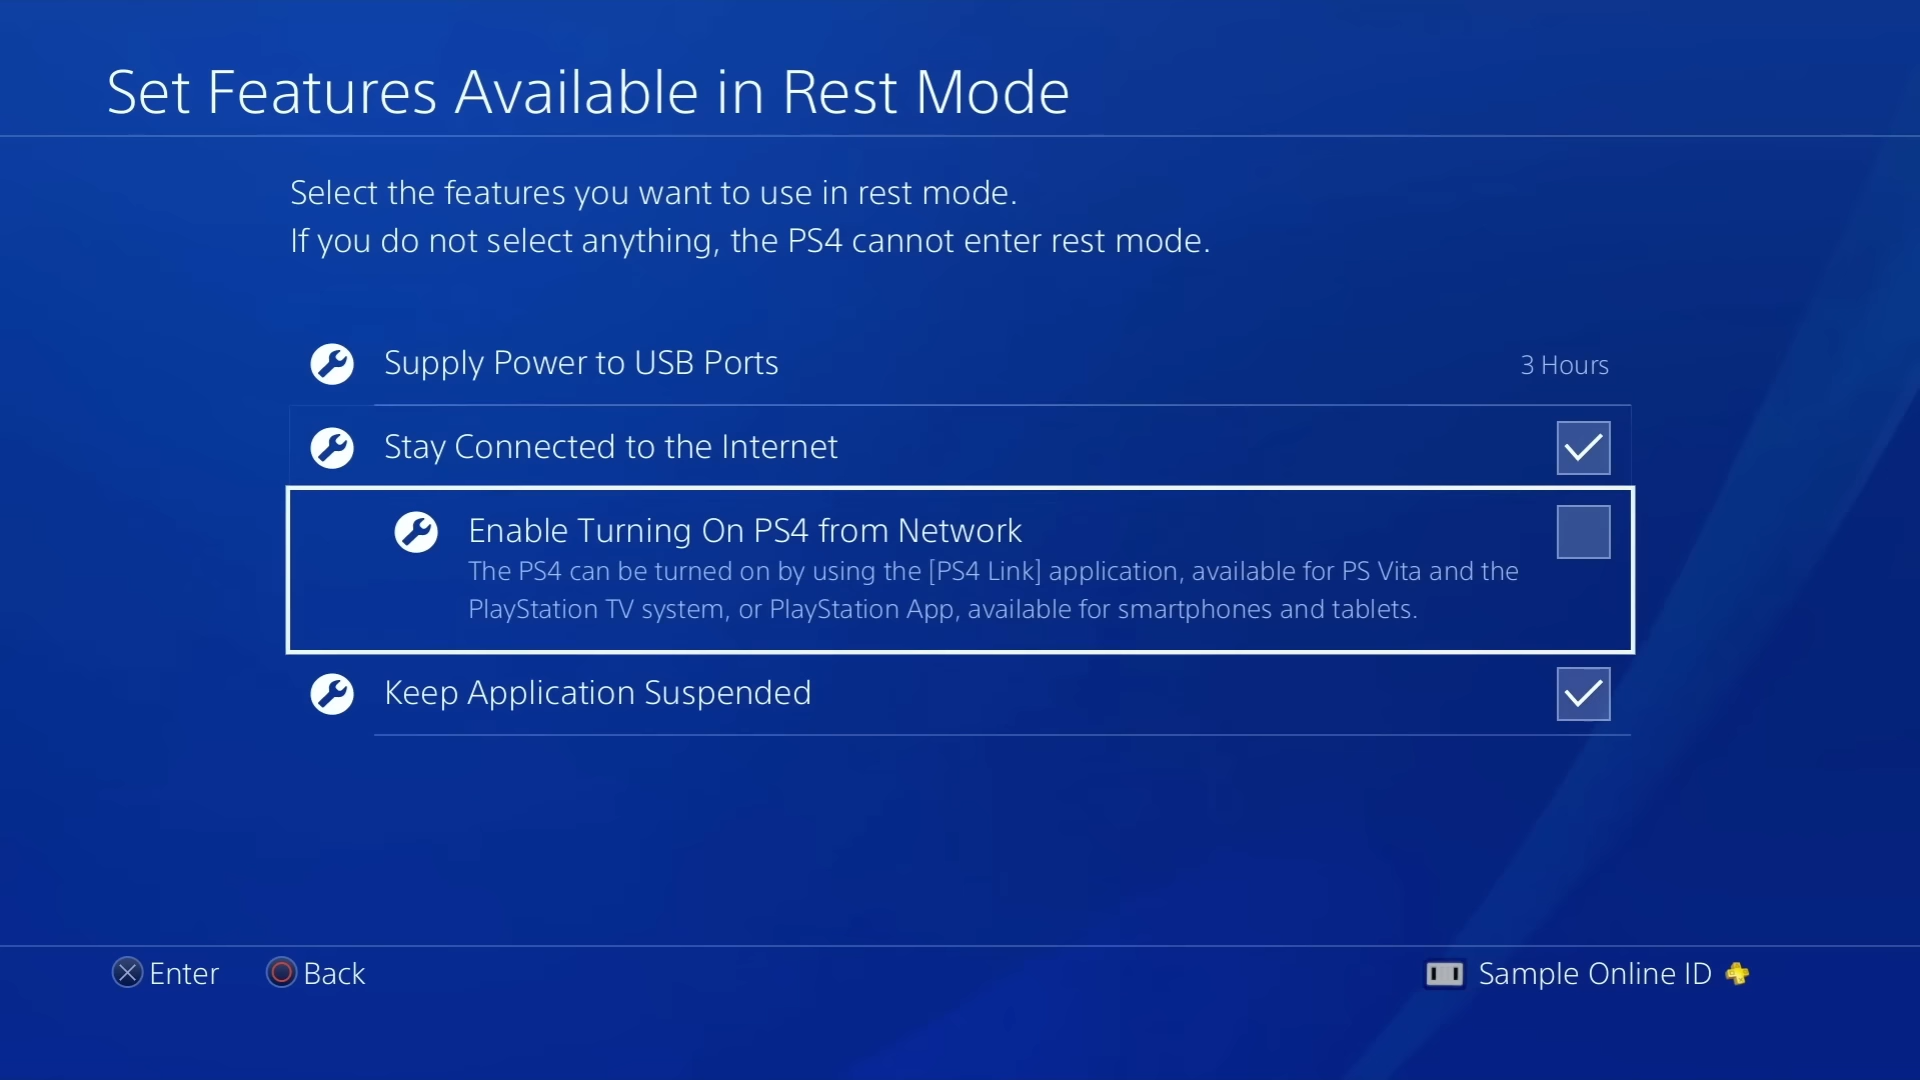 Set Features Available in Rest Mode
Select the features you want to use in rest mode.
If you do not select anything, the PS4 cannot enter rest mode.
Supply Power to USB Ports 3 Hours
Stay Connected to the Internet
Enable Turning On PS4 from Network
The PS4 can be turned on by using the [PS4 Link] application, available for PS Vita and the
PlayStation TV system, or PlayStation App, available for smartphones and tablets.
Keep Application Suspended
Enter Back Sample Online ID